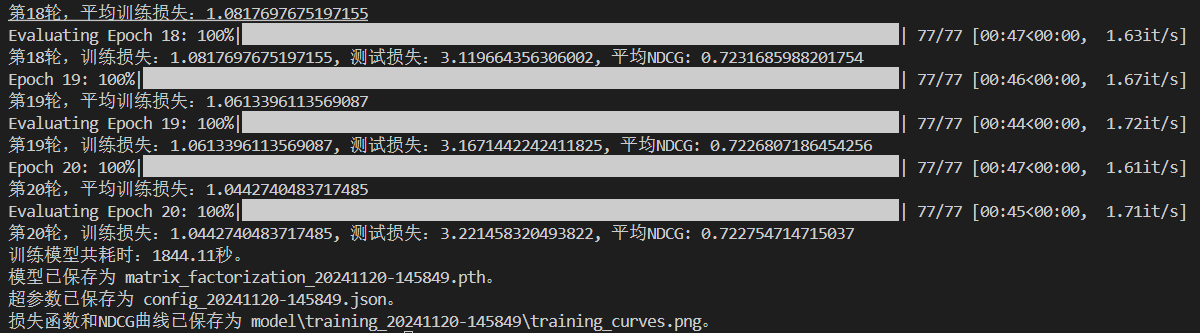 第18轮，平均训练损失：1.0817697675197155
Evaluating Epoch 18: 100%| | 77/77 [00:47<00:00, 1.63it/s]
第18轮，训练损失：1.0817697675197155, 测试损失：3.119664356306002, 平均NDCG: 0.7231685988201754
Epoch 19: 100%| | 77/77 [00:46<00:00, 1.67it/s]
第19轮，平均训练损失：1.0613396113569087
Evaluating Epoch 19: 100%| | 77/77 [00:44<00:00, 1.72it/s]
第19轮，训练损失：1.0613396113569087, 测试损失：3.1671442242411825, 平均NDCG: 0.7226807186454256
Epoch 20: 100%| | 77/77 [00:47<00:00, 1.61it/s]
第20轮，平均训练损失：1.0442740483717485
Evaluating Epoch 20: 100%| | 77/77 [00:45<00:00, 1.71it/s]
第20轮，训练损失：1.0442740483717485, 测试损失：3.221458320493822, 平均NDCG: 0.722754714715037
训练模型共耗时：1844.11秒。
模型已保存为 matrix_factorization_20241120-145849.pth。
超参数已保存为 config_20241120-145849.json。
损失函数和NDCG曲线已保存为 model\training_20241120-145849\training_curves.png。